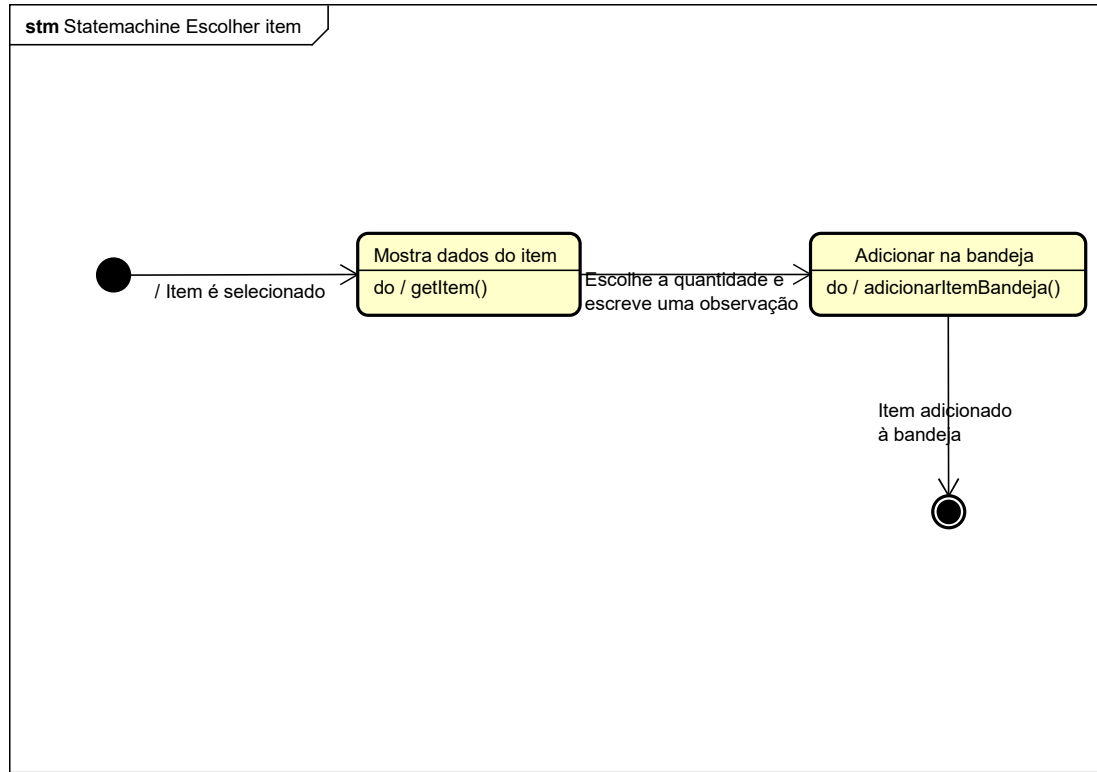 stm Statemachine Escolher item
/ Item é selecionado
Mostra dados do item
do / getItem()
Escolhe a quantidade e
escreve uma observação
Adicionar na bandeja
do / adicionarItemBandeja()
Item adicionado
à bandeja